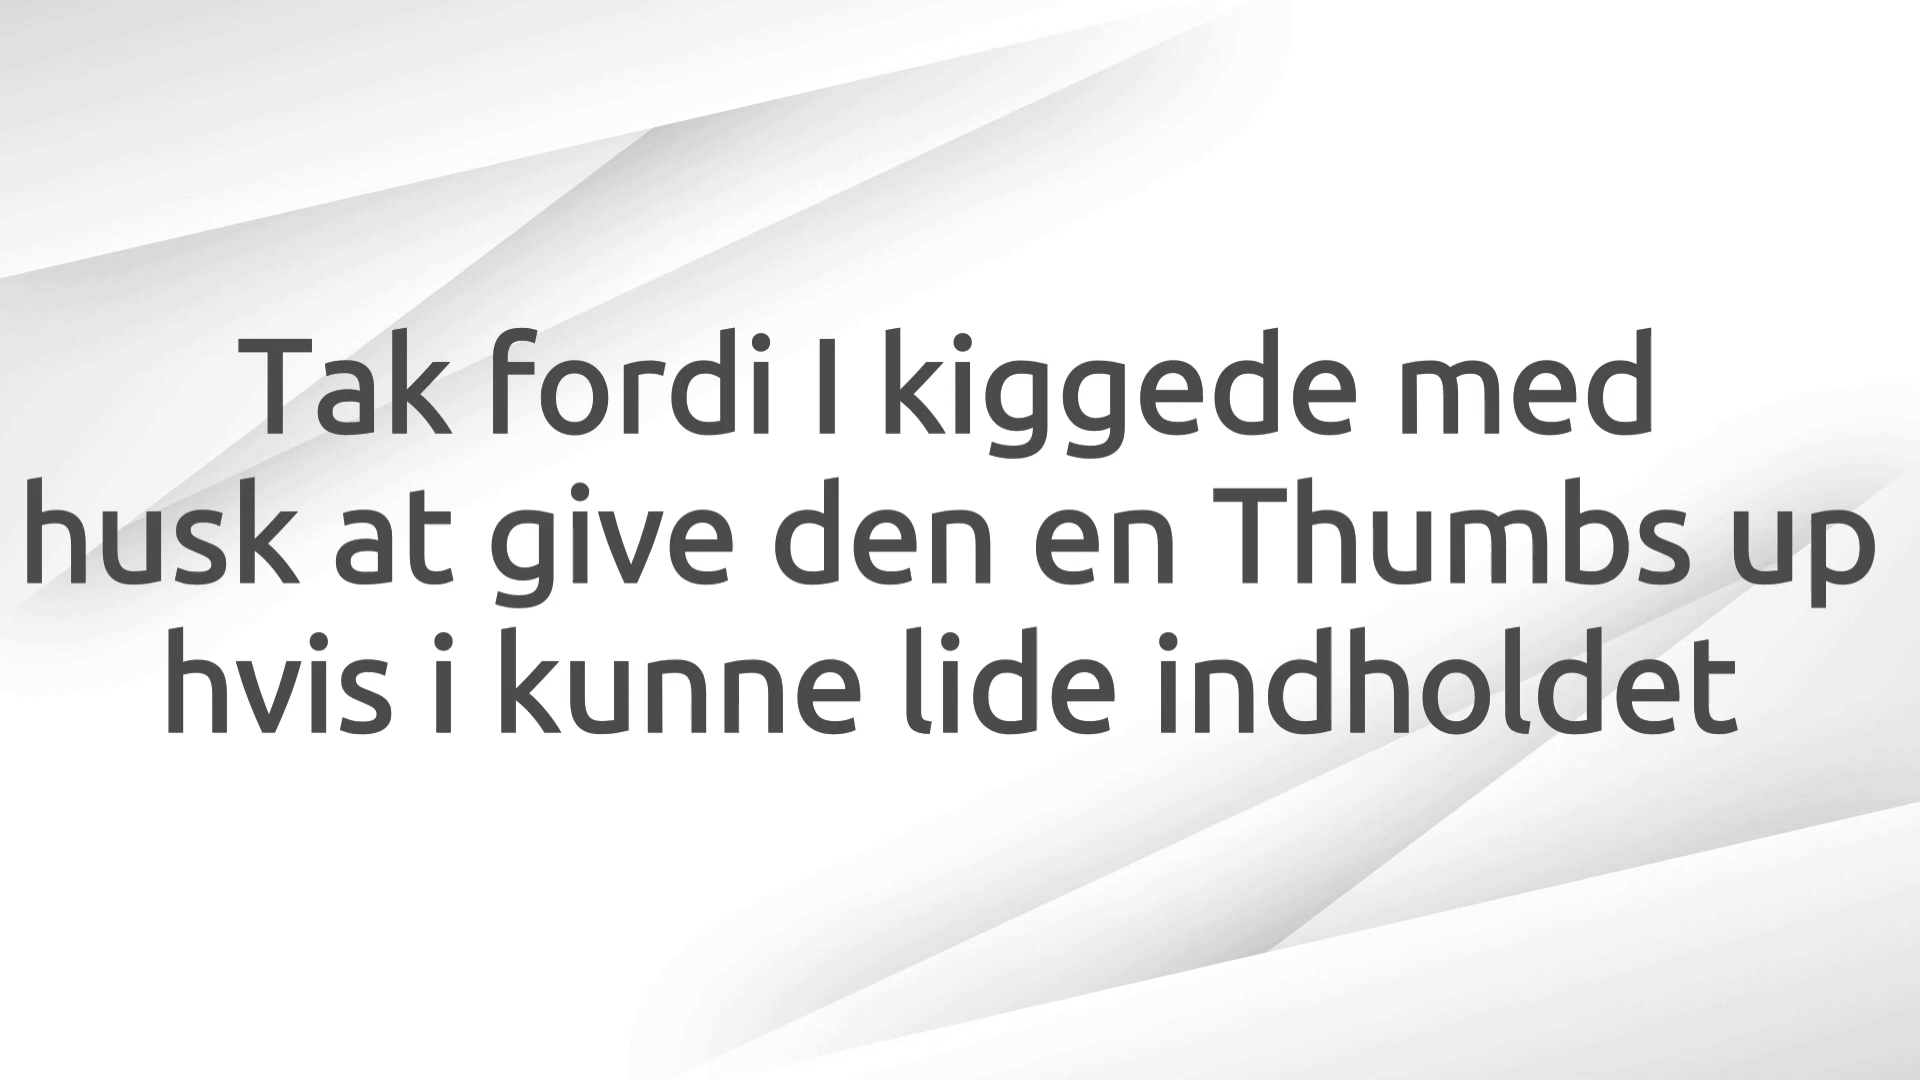 Tak fordi I kiggede med
husk at give den en Thumbs up
hvis i kunne lide indholdet